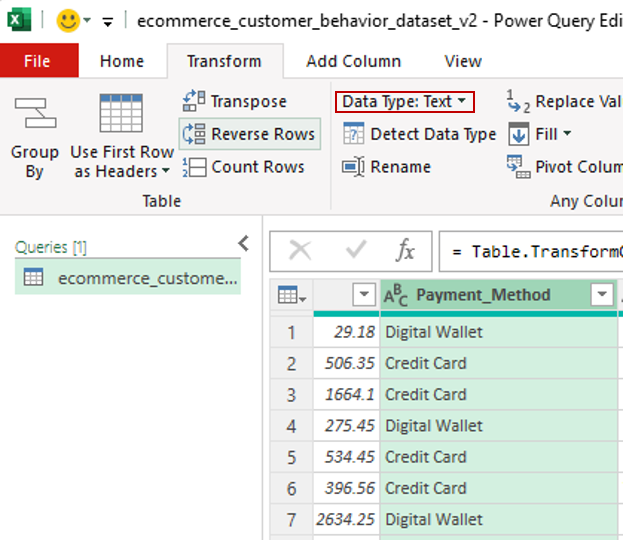 ecommerce_customer_behavior_dataset_v2 - Power Query Edi
File Home Transform Add Column View
Group By
Use First Row as Headers
Transpose
Reverse Rows
Count Rows
Table
Data Type: Text
Detect Data Type
Rename
1 2 Replace Val
Fill
Pivot Colum
Any Colu
Queries [1]
ecommerce_custome...
fx = Table.TransformC
ABC Payment_Method
1 29.18 Digital Wallet
2 506.35 Credit Card
3 1664.1 Credit Card
4 275.45 Digital Wallet
5 534.45 Credit Card
6 396.56 Credit Card
7 2634.25 Digital Wallet